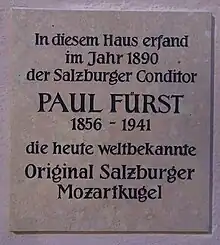 In diesem Haus erfand
im Jahr 1890
der Salzburger Conditor
PAUL FÜRST
1856 - 1941
die heute weltbekannte
Original Salzburger
Mozartkugel